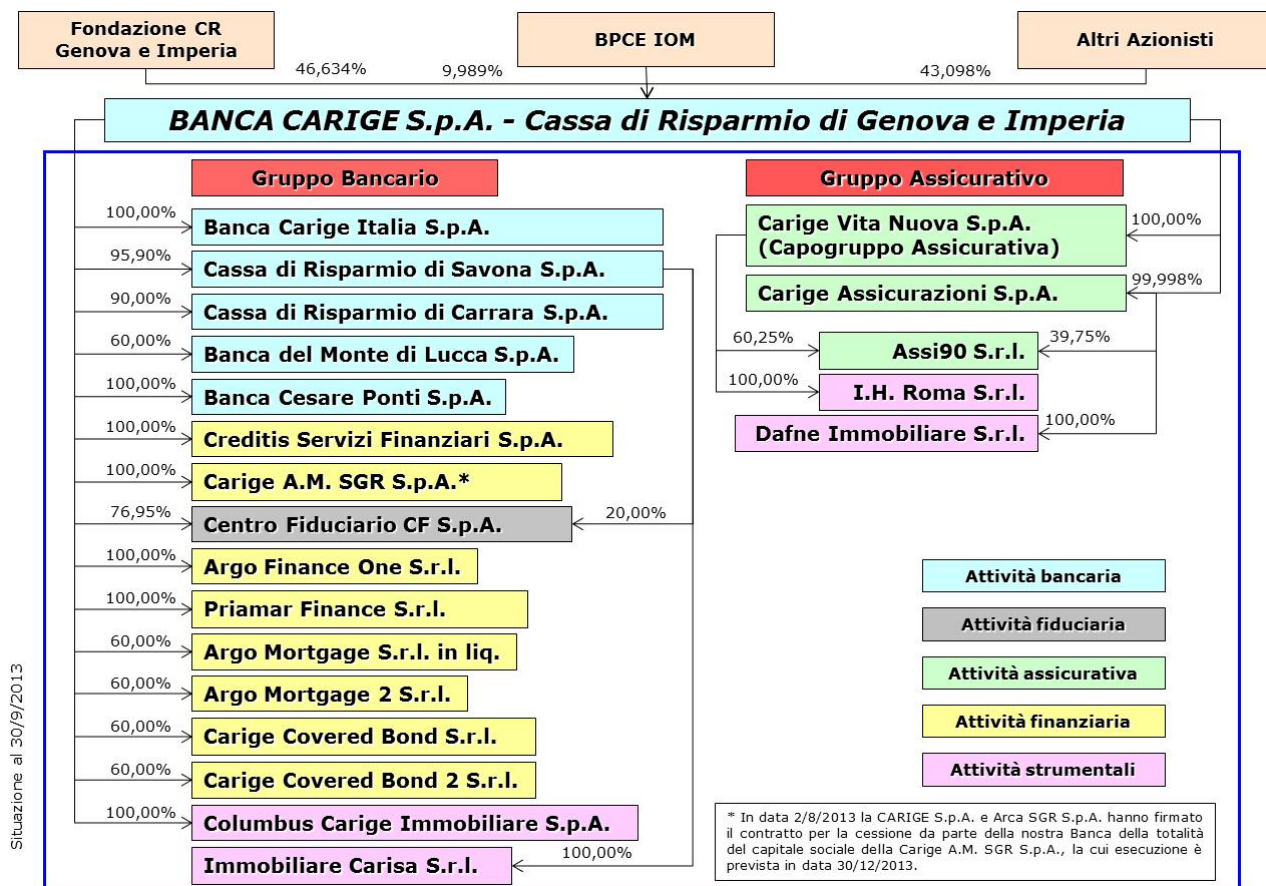 Fondazione CR
Genova e Imperia
BPCE IOM
Altri Azionisti
46,634%
9,989%
43,098%
BANCA CARIGE S.p.A. - Cassa di Risparmio di Genova e Imperia
Gruppo Bancario
Gruppo Assicurativo
100,00%
Banca Carige Italia S.p.A.
95,90%
Cassa di Risparmio di Savona S.p.A.
90,00%
Cassa di Risparmio di Carrara S.p.A.
60,00%
Banca del Monte di Lucca S.p.A.
100,00%
Banca Cesare Ponti S.p.A.
100,00%
Creditis Servizi Finanziari S.p.A.
100,00%
Carige A.M. SGR S.p.A.*
76,95%
Centro Fiduciario CF S.p.A.
20,00%
100,00%
Argo Finance One S.r.l.
100,00%
Priamar Finance S.r.l.
60,00%
Argo Mortgage S.r.l. in liq.
60,00%
Argo Mortgage 2 S.r.l.
60,00%
Carige Covered Bond S.r.l.
60,00%
Carige Covered Bond 2 S.r.l.
100,00%
Columbus Carige Immobiliare S.p.A.
Immobiliare Carisa S.r.l.
100,00%
Carige Vita Nuova S.p.A.
(Capogruppo Assicurativa)
100,00%
Carige Assicurazioni S.p.A.
99,998%
60,25%
Assi90 S.r.l.
39,75%
100,00%
I.H. Roma S.r.l.
Dafne Immobiliare S.r.l.
100,00%
Attività bancaria
Attività fiduciaria
Attività assicurativa
Attività finanziaria
Attività strumentali
* In data 2/8/2013 la CARIGE S.p.A. e Arca SGR S.p.A. hanno firmato
il contratto per la cessione da parte della nostra Banca della totalità
del capitale sociale della Carige A.M. SGR S.p.A., la cui esecuzione è
prevista in data 30/12/2013.
Situazione al 30/9/2013